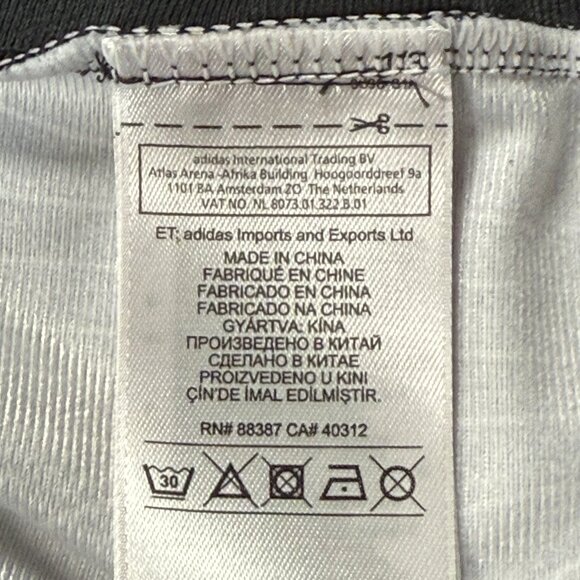 adidas International Trading BV
Atlas Arena -Afrika Building Hoogoorddreef 9a
1101 BA Amsterdam ZO The Netherlands
VAT NO. NL 8073.01.322.B.01
ET; adidas Imports and Exports Ltd
MADE IN CHINA
FABRIQUÉ EN CHINE
FABRICADO EN CHINA
FABRICADO NA CHINA
GYÁRTVA: KÍNA
ПРОИЗВЕДЕНО В КИТАЙ
СДЕЛАНО В КИТАЕ
PROIZVEDENO U KINI
ÇİN'DE İMAL EDİLMİŞTİR.
RN# 88387 CA# 40312
30